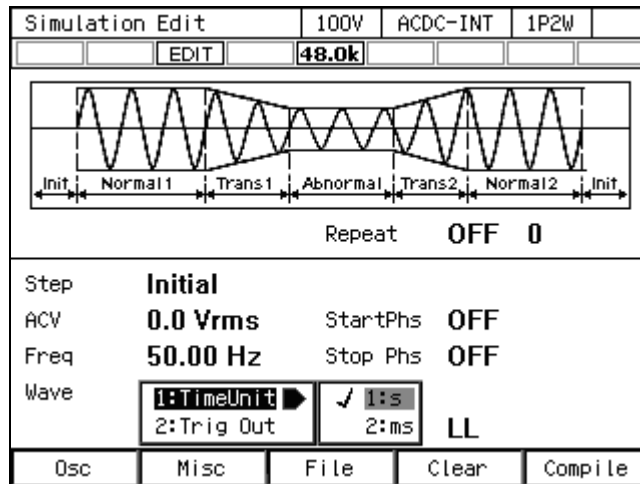 Simulation Edit 100V ACDC-INT 1P2W
EDIT 48.0k
Init Normal1 Trans1 Abnormal Trans2 Normal2 Init
Repeat OFF 0
Step Initial
ACV 0.0 Vrms StartPhs OFF
Freq 50.00 Hz Stop Phs OFF
Wave 1:TimeUnit ✓ 1:s
2:Trig Out 2:ms LL
Osc Misc File Clear Compile